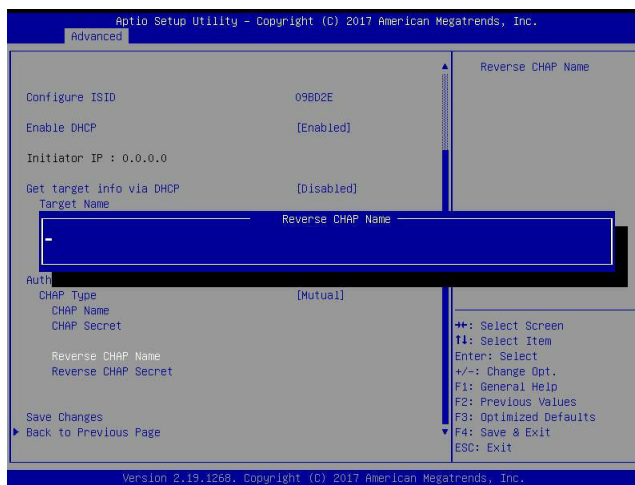 Aptio Setup Utility – Copyright (C) 2017 American Megatrends, Inc.
Advanced
Reverse CHAP Name
Configure ISID 09BD2E
Enable DHCP [Enabled]
Initiator IP : 0.0.0.0
Get target info via DHCP [Disabled]
Target Name
Reverse CHAP Name
Auth
CHAP Type [Mutual]
CHAP Name
CHAP Secret
Reverse CHAP Name
Reverse CHAP Secret
Save Changes
Back to Previous Page
→←: Select Screen
↑↓: Select Item
Enter: Select
+/-: Change Opt.
F1: General Help
F2: Previous Values
F3: Optimized Defaults
F4: Save & Exit
ESC: Exit
Version 2.19.1268. Copyright (C) 2017 American Megatrends, Inc.